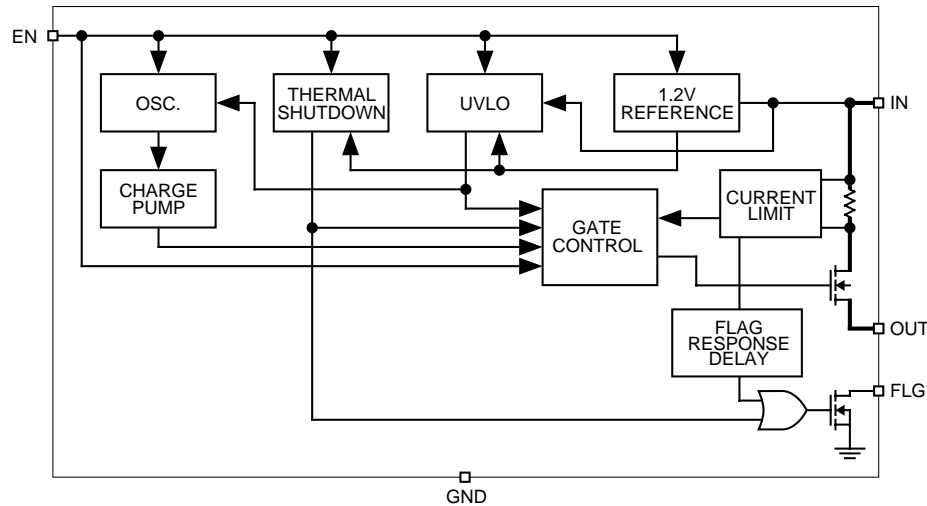 EN
OSC.
THERMAL
SHUTDOWN
UVLO
1.2V
REFERENCE
IN
CHARGE
PUMP
GATE
CONTROL
CURRENT
LIMIT
OUT
FLAG
RESPONSE
DELAY
FLG
GND